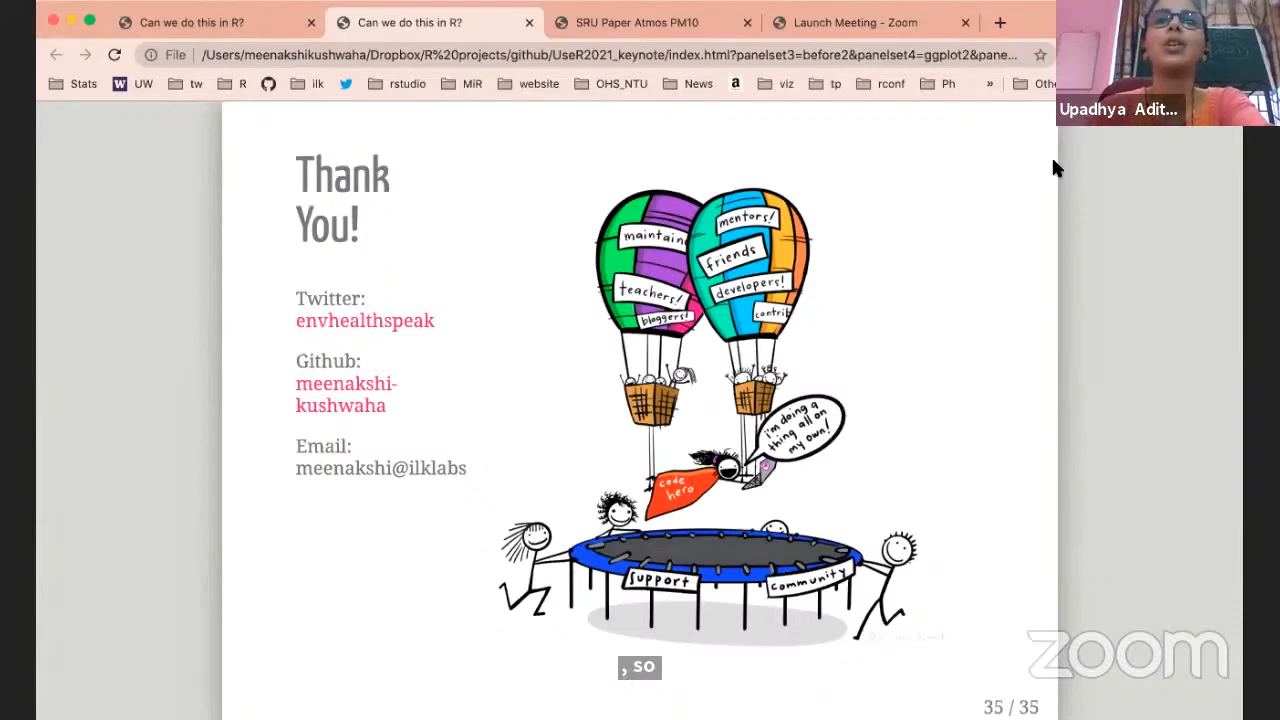 Can we do this in R?
Can we do this in R?
SRU Paper Atmos PM10
Launch Meeting - Zoom
File
/Users/meenakshikushwaha/Dropbox/R%20projects/github/UseR2021_keynote/index.html?panelset3=before2&panelset4=ggplot2&pane...
Stats
UW
tw
R
ilk
rstudio
MiR
website
OHS_NTU
News
viz
tp
rconf
Ph
»
Othe
Upadhya Adit...
Thank
You!
Twitter:
envhealthspeak
Github:
meenakshi-
kushwaha
Email:
meenakshi@ilklabs
maintain
teachers!
bloggers!
mentors!
friends
developers!
contrib
I'm doing a
thing all on
my own!
code
hero
support
community
, so
zoom
35 / 35